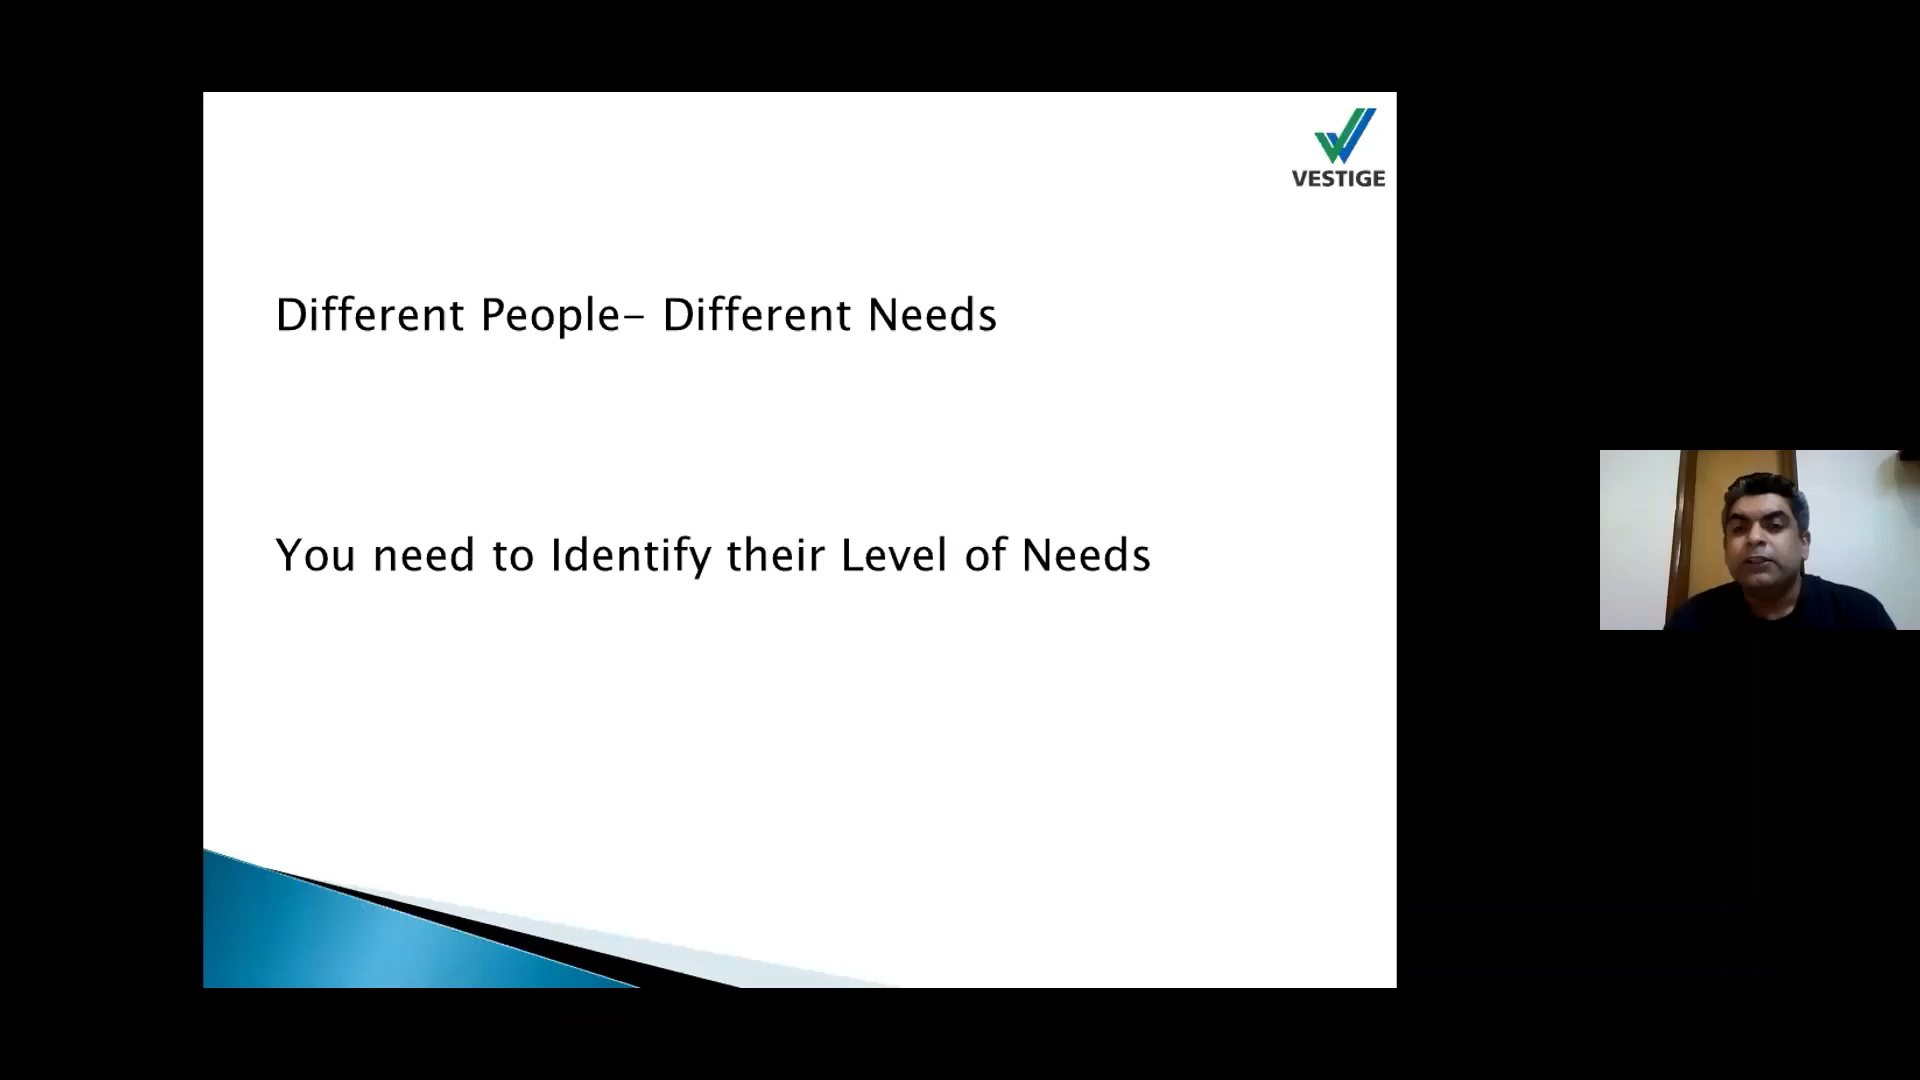 VESTIGE
Different People- Different Needs
You need to Identify their Level of Needs